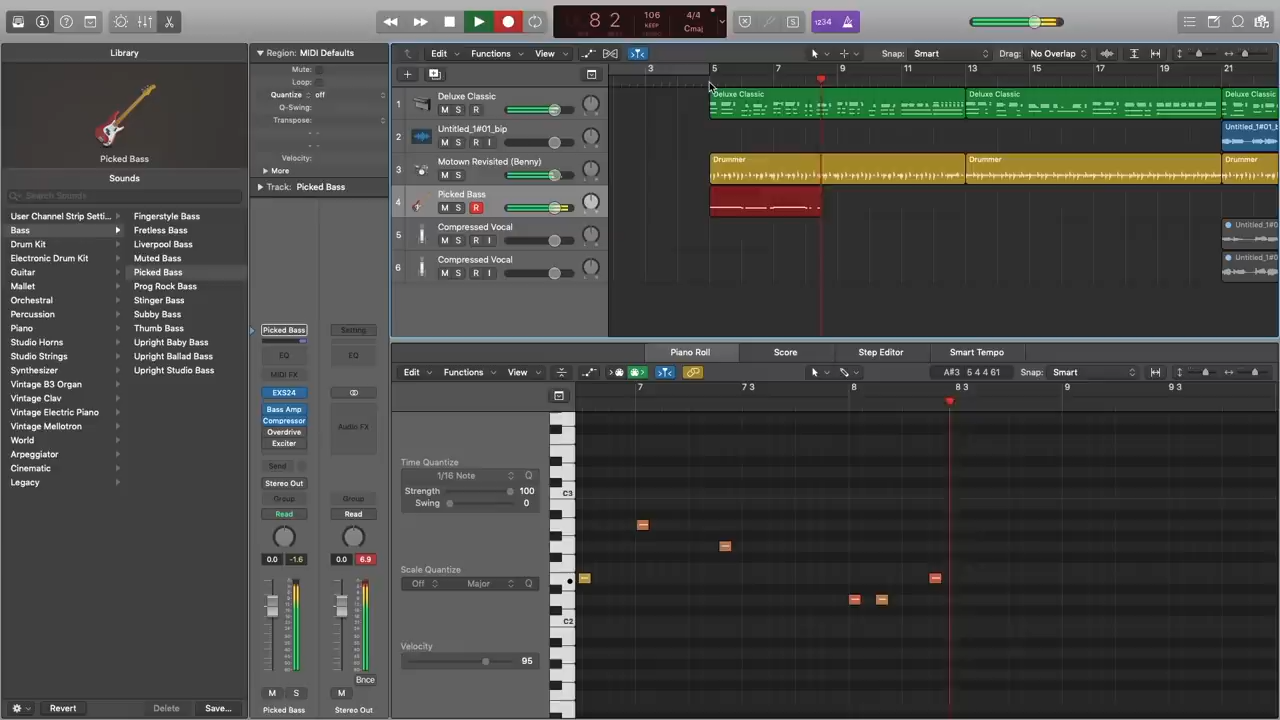 8 2
106
KEEP
4/4
Cmaj
1234
Library
Picked Bass
Sounds
Search Sounds
User Channel Strip Setti...
Bass
Drum Kit
Electronic Drum Kit
Guitar
Mallet
Orchestral
Percussion
Piano
Studio Horns
Studio Strings
Synthesizer
Vintage B3 Organ
Vintage Clav
Vintage Electric Piano
Vintage Mellotron
World
Arpeggiator
Cinematic
Legacy
Fingerstyle Bass
Fretless Bass
Liverpool Bass
Muted Bass
Picked Bass
Prog Rock Bass
Stinger Bass
Subby Bass
Thumb Bass
Upright Baby Bass
Upright Ballad Bass
Upright Studio Bass
Revert
Delete
Save...
Region: MIDI Defaults
Mute:
Loop:
Quantize off
Q-Swing:
Transpose:
Velocity:
More
Track: Picked Bass
Picked Bass
EQ
MIDI FX
EXS24
Bass Amp
Compressor
Overdrive
Exciter
Send
Stereo Out
Group
Read
0.0 -1.6
M S
Picked Bass
Setting
EQ
Audio FX
Group
Read
0.0 6.9
Bnce
M
Stereo Out
Edit Functions View
Snap: Smart
Drag: No Overlap
3 5 7 9 11 13 15 17 19 21
1 Deluxe Classic
M S R
2 Untitled_1#01_bip
M S R I
3 Motown Revisited (Benny)
M S R
4 Picked Bass
M S R
5 Compressed Vocal
M S R I
6 Compressed Vocal
M S R I
Deluxe Classic Deluxe Classic Deluxe Classic
Untitled_1#01_b
Drummer Drummer Drummer
Untitled_1#0
Untitled_1#0
Piano Roll Score Step Editor Smart Tempo
Edit Functions View
A#3 5 4 4 61
Snap: Smart
7 7 3 8 8 3 9 9 3
Time Quantize
1/16 Note Q
Strength 100
Swing 0
Scale Quantize
Off Major Q
Velocity
95
C3
C2